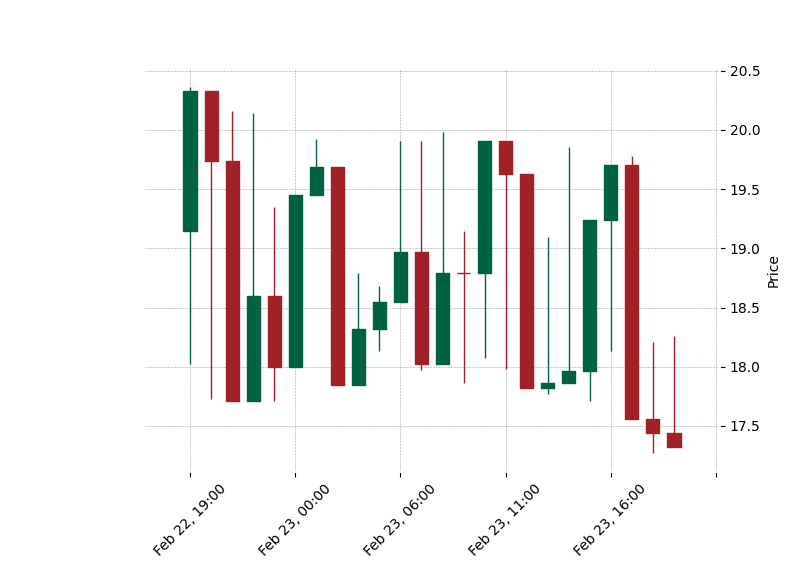 20.5
20.0
19.5
19.0
18.5
18.0
17.5
Price
Feb 22, 19:00
Feb 23, 00:00
Feb 23, 06:00
Feb 23, 11:00
Feb 23, 16:00